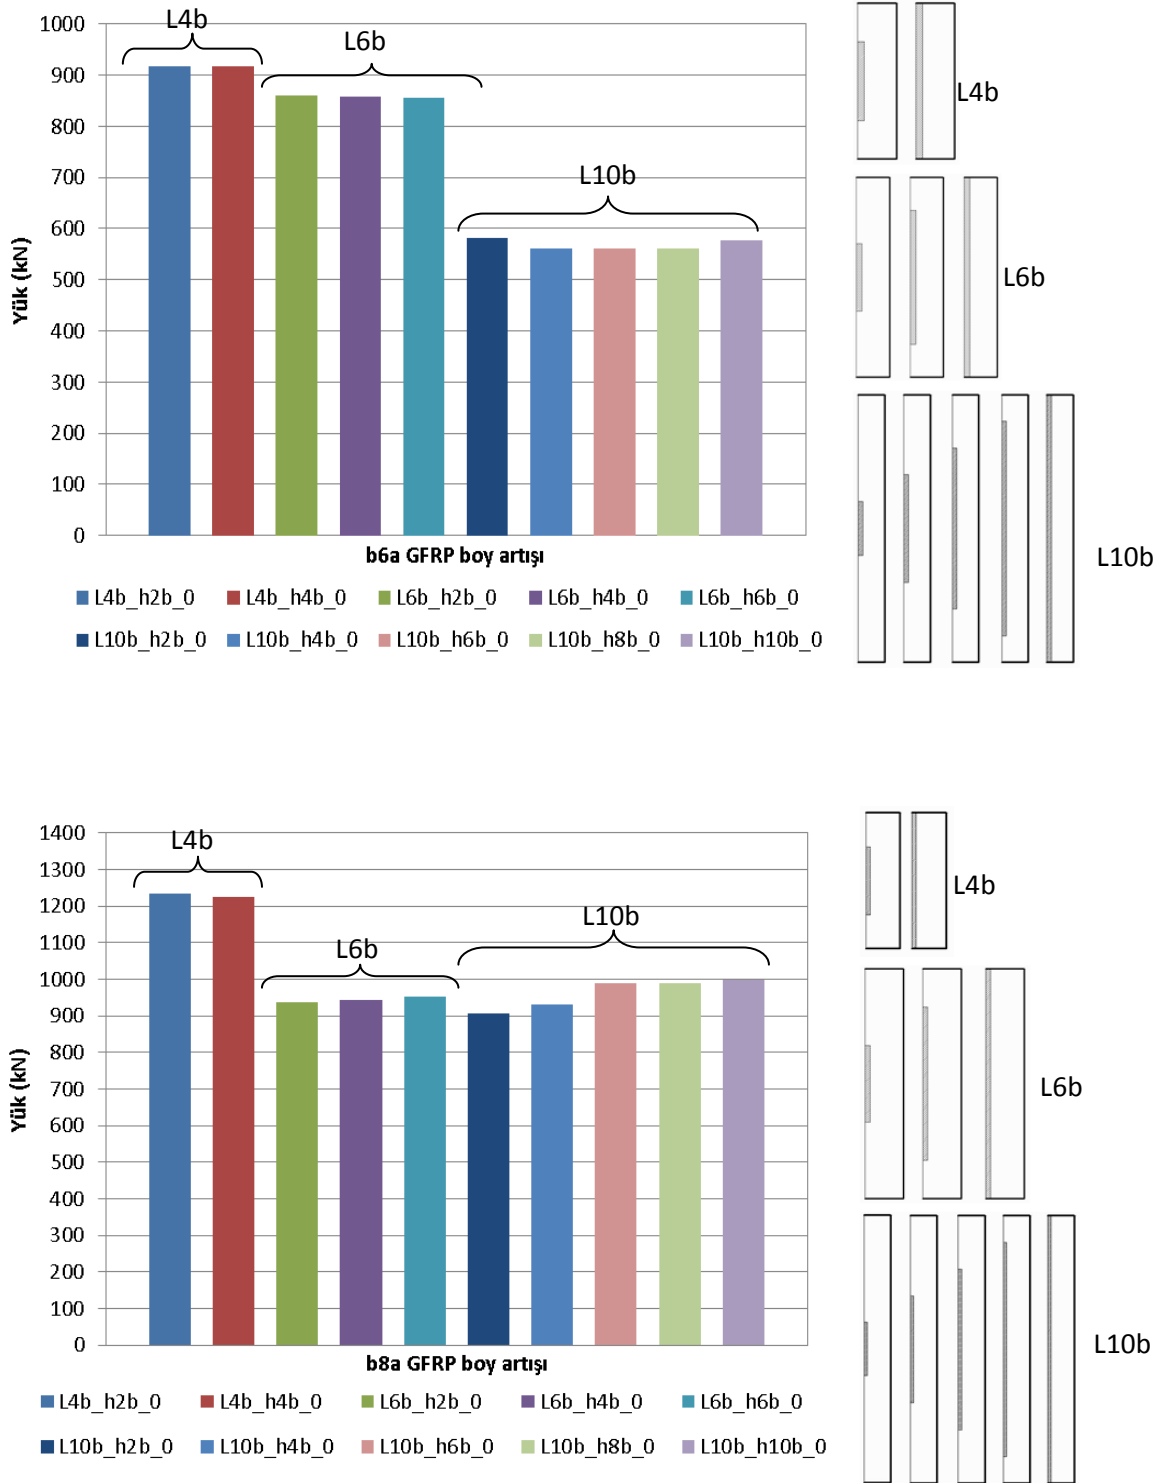 1000
900
800
700
600
500
400
300
200
100
0
Yük (kN)
L4b
L6b
L10b
b6a GFRP boy artışı
L4b_h2b_0 L4b_h4b_0 L6b_h2b_0 L6b_h4b_0 L6b_h6b_0
L10b_h2b_0 L10b_h4b_0 L10b_h6b_0 L10b_h8b_0 L10b_h10b_0
L4b
L6b
L10b
1400
1300
1200
1100
1000
900
800
700
600
500
400
300
200
100
0
Yük (kN)
L4b
L6b
L10b
b8a GFRP boy artışı
L4b_h2b_0 L4b_h4b_0 L6b_h2b_0 L6b_h4b_0 L6b_h6b_0
L10b_h2b_0 L10b_h4b_0 L10b_h6b_0 L10b_h8b_0 L10b_h10b_0
L4b
L6b
L10b